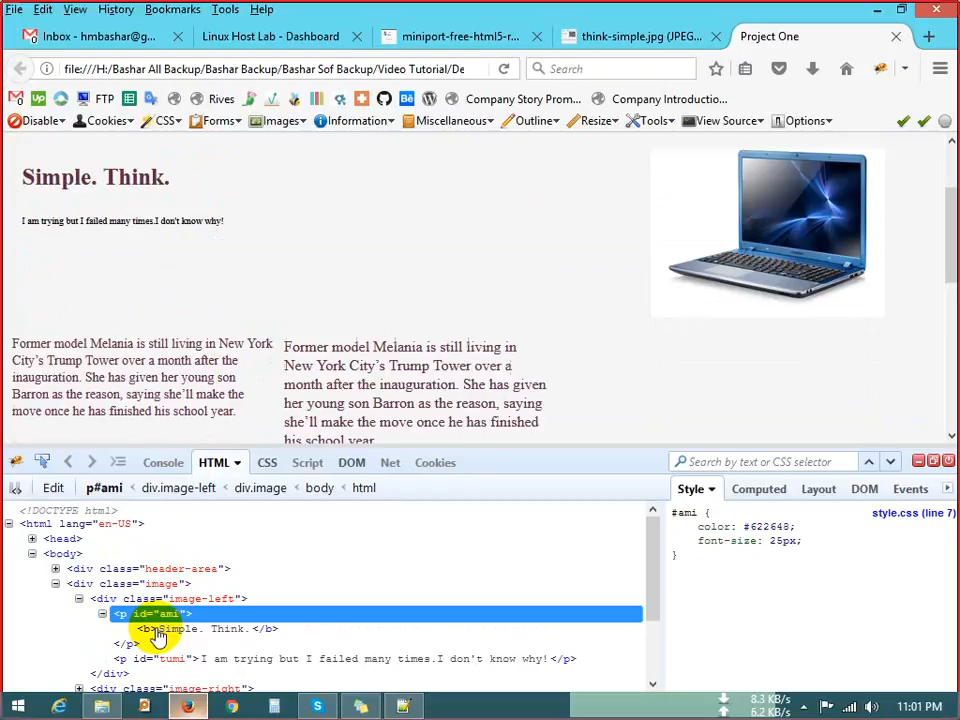 File Edit View History Bookmarks Tools Help
Inbox - hmbashar@g... Linux Host Lab - Dashboard miniport-free-html5-r... think-simple.jpg (JPEG... Project One
file:///H:/Bashar All Backup/Bashar Backup/Bashar Sof Backup/Video Tutorial/De Search
Up FTP Rives Bē Company Story Prom... Company Introductio...
Disable Cookies CSS Forms Images Information Miscellaneous Outline Resize Tools View Source Options
Simple. Think.
I am trying but I failed many times.I don't know why!
Former model Melania is still living in New York
City's Trump Tower over a month after the
inauguration. She has given her young son
Barron as the reason, saying she'll make the
move once he has finished his school year.
Former model Melania is still living in
New York City's Trump Tower over a
month after the inauguration. She has given
her young son Barron as the reason, saying
she'll make the move once he has finished
his school year.
Console HTML CSS Script DOM Net Cookies Search by text or CSS selector
Edit p#ami < div.image-left < div.image < body < html
Style Computed Layout DOM Events
<!DOCTYPE html>
<html lang="en-US">
<head>
<body>
<div class="header-area">
<div class="image">
<div class="image-left">
<p id="ami">
<b>Simple. Think.</b>
</p>
<p id="tumi">I am trying but I failed many times.I don't know why!</p>
</div>
<div class="image-right">
#ami { style.css (line 7)
color: #622648;
font-size: 25px;
}
8.3 KB/s
6.2 KB/s
11:01 PM